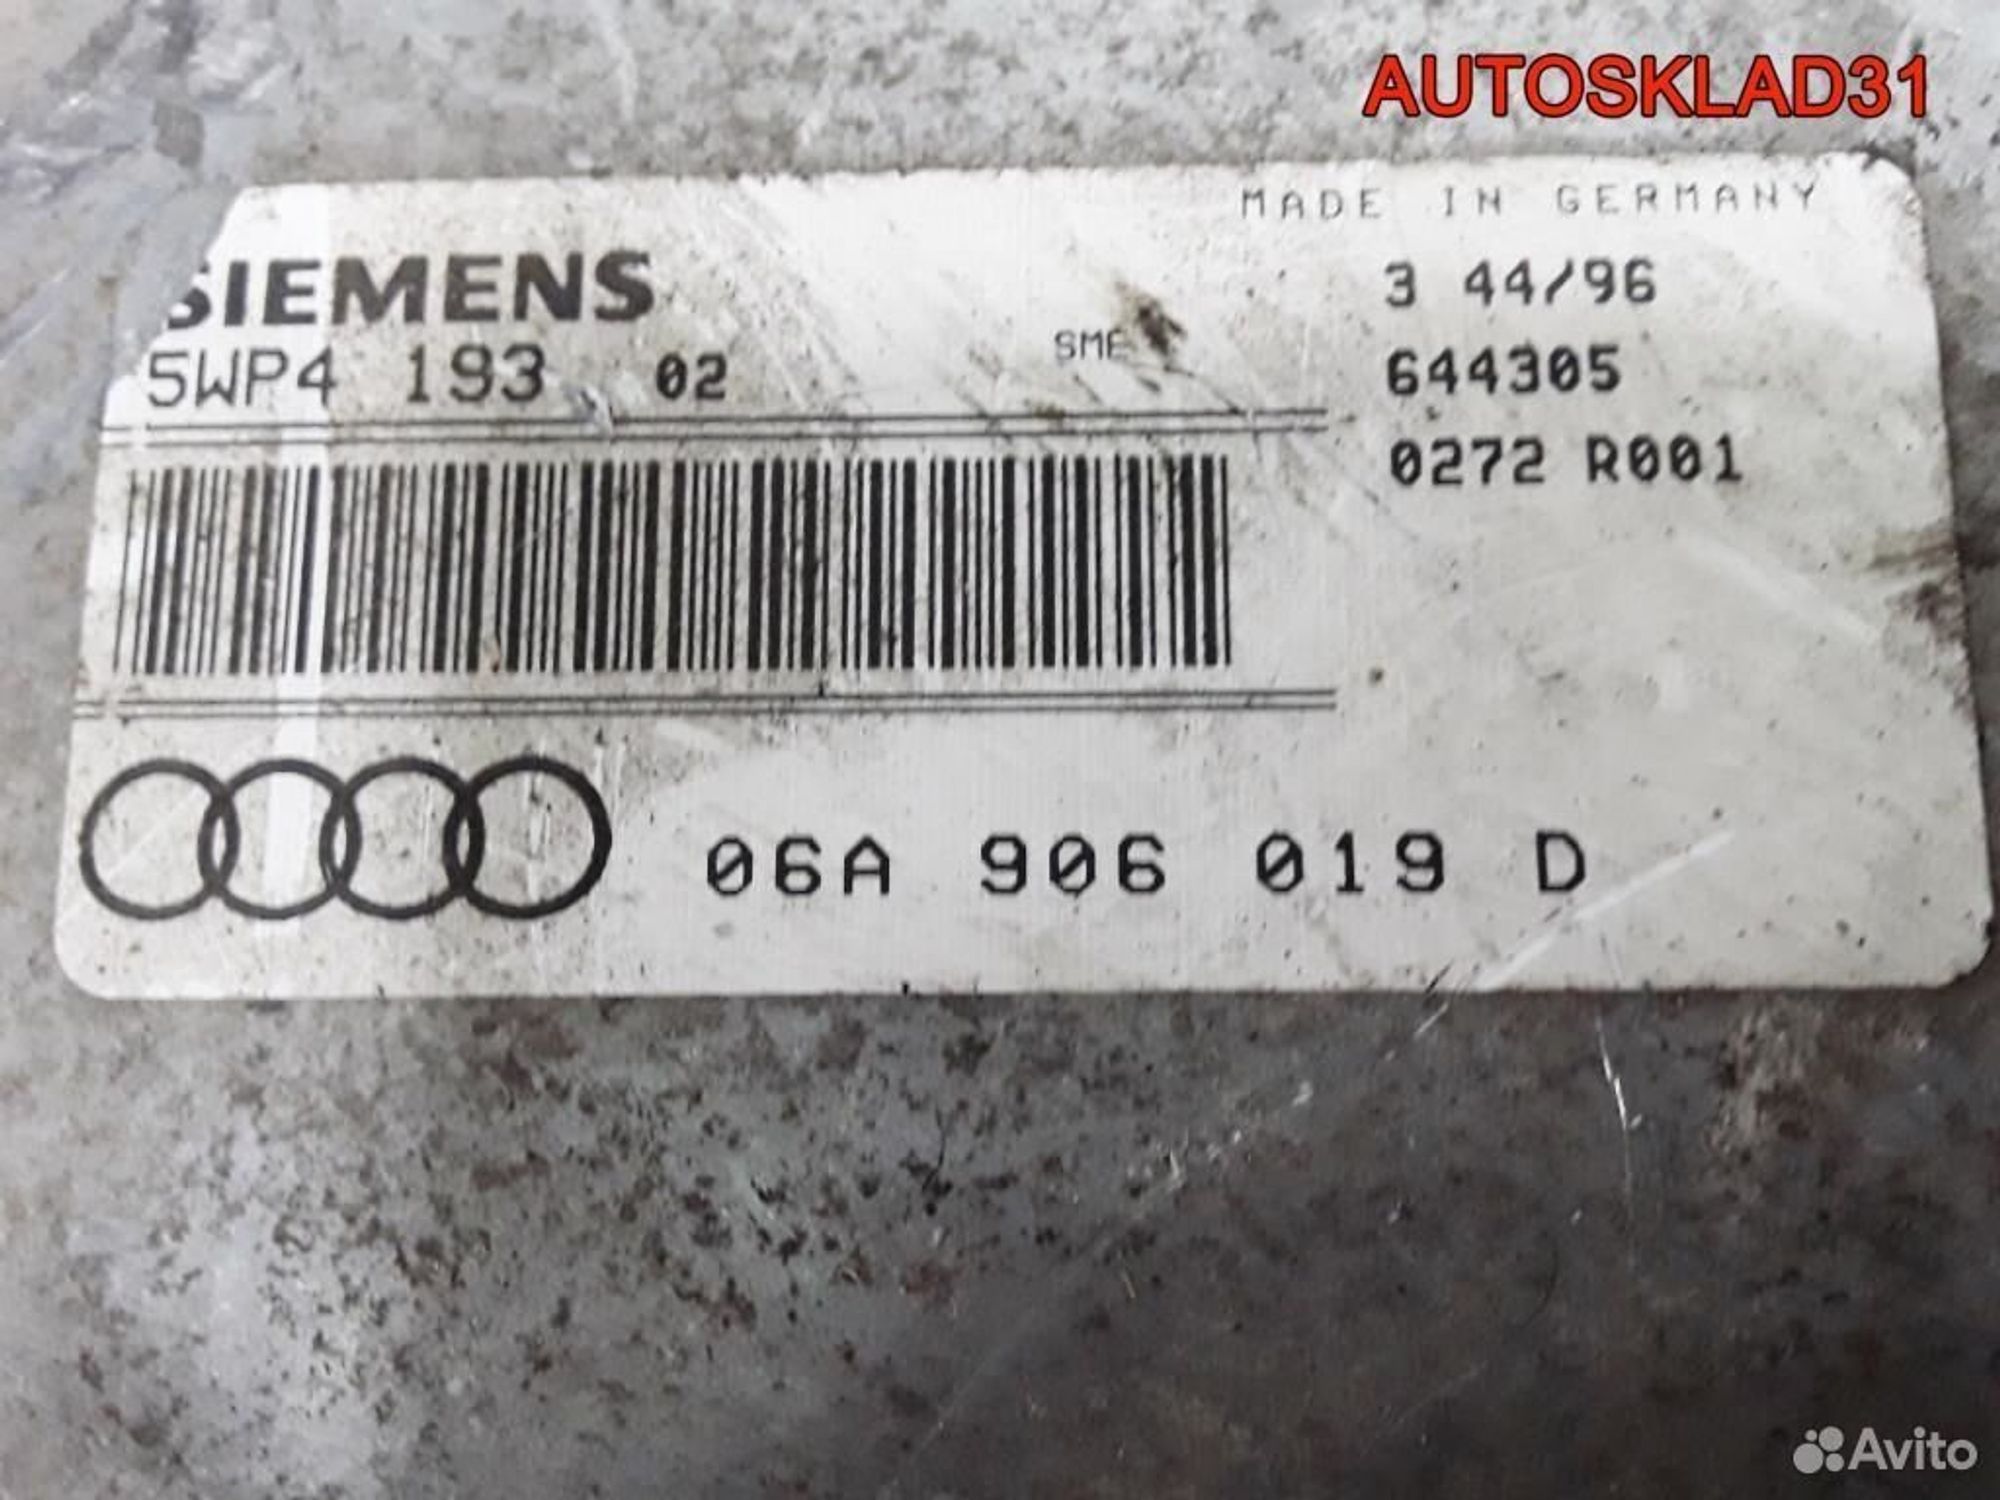 AUTOSKLAD31
MADE IN GERMANY
SIEMENS
3 44/96
5WP4 193 02
SME
644305
0272 R001
06A 906 019 D
Avito